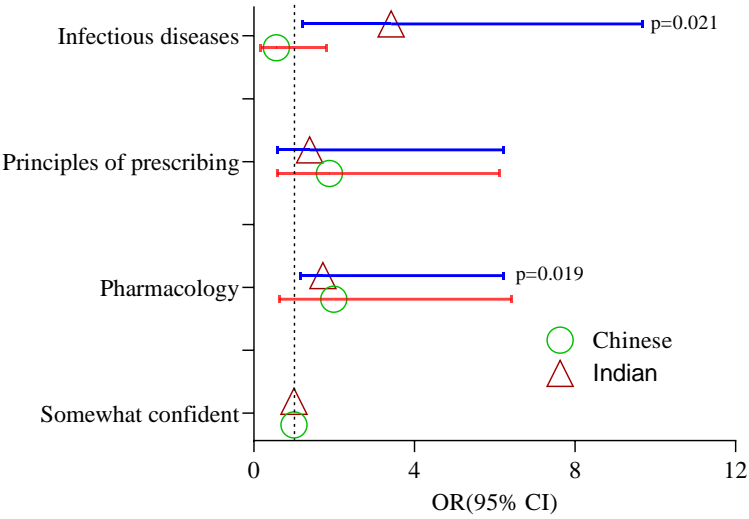 Infectious diseases
p=0.021
Principles of prescribing
Pharmacology
p=0.019
Chinese
Indian
Somewhat confident
0 4 8 12
OR(95% CI)